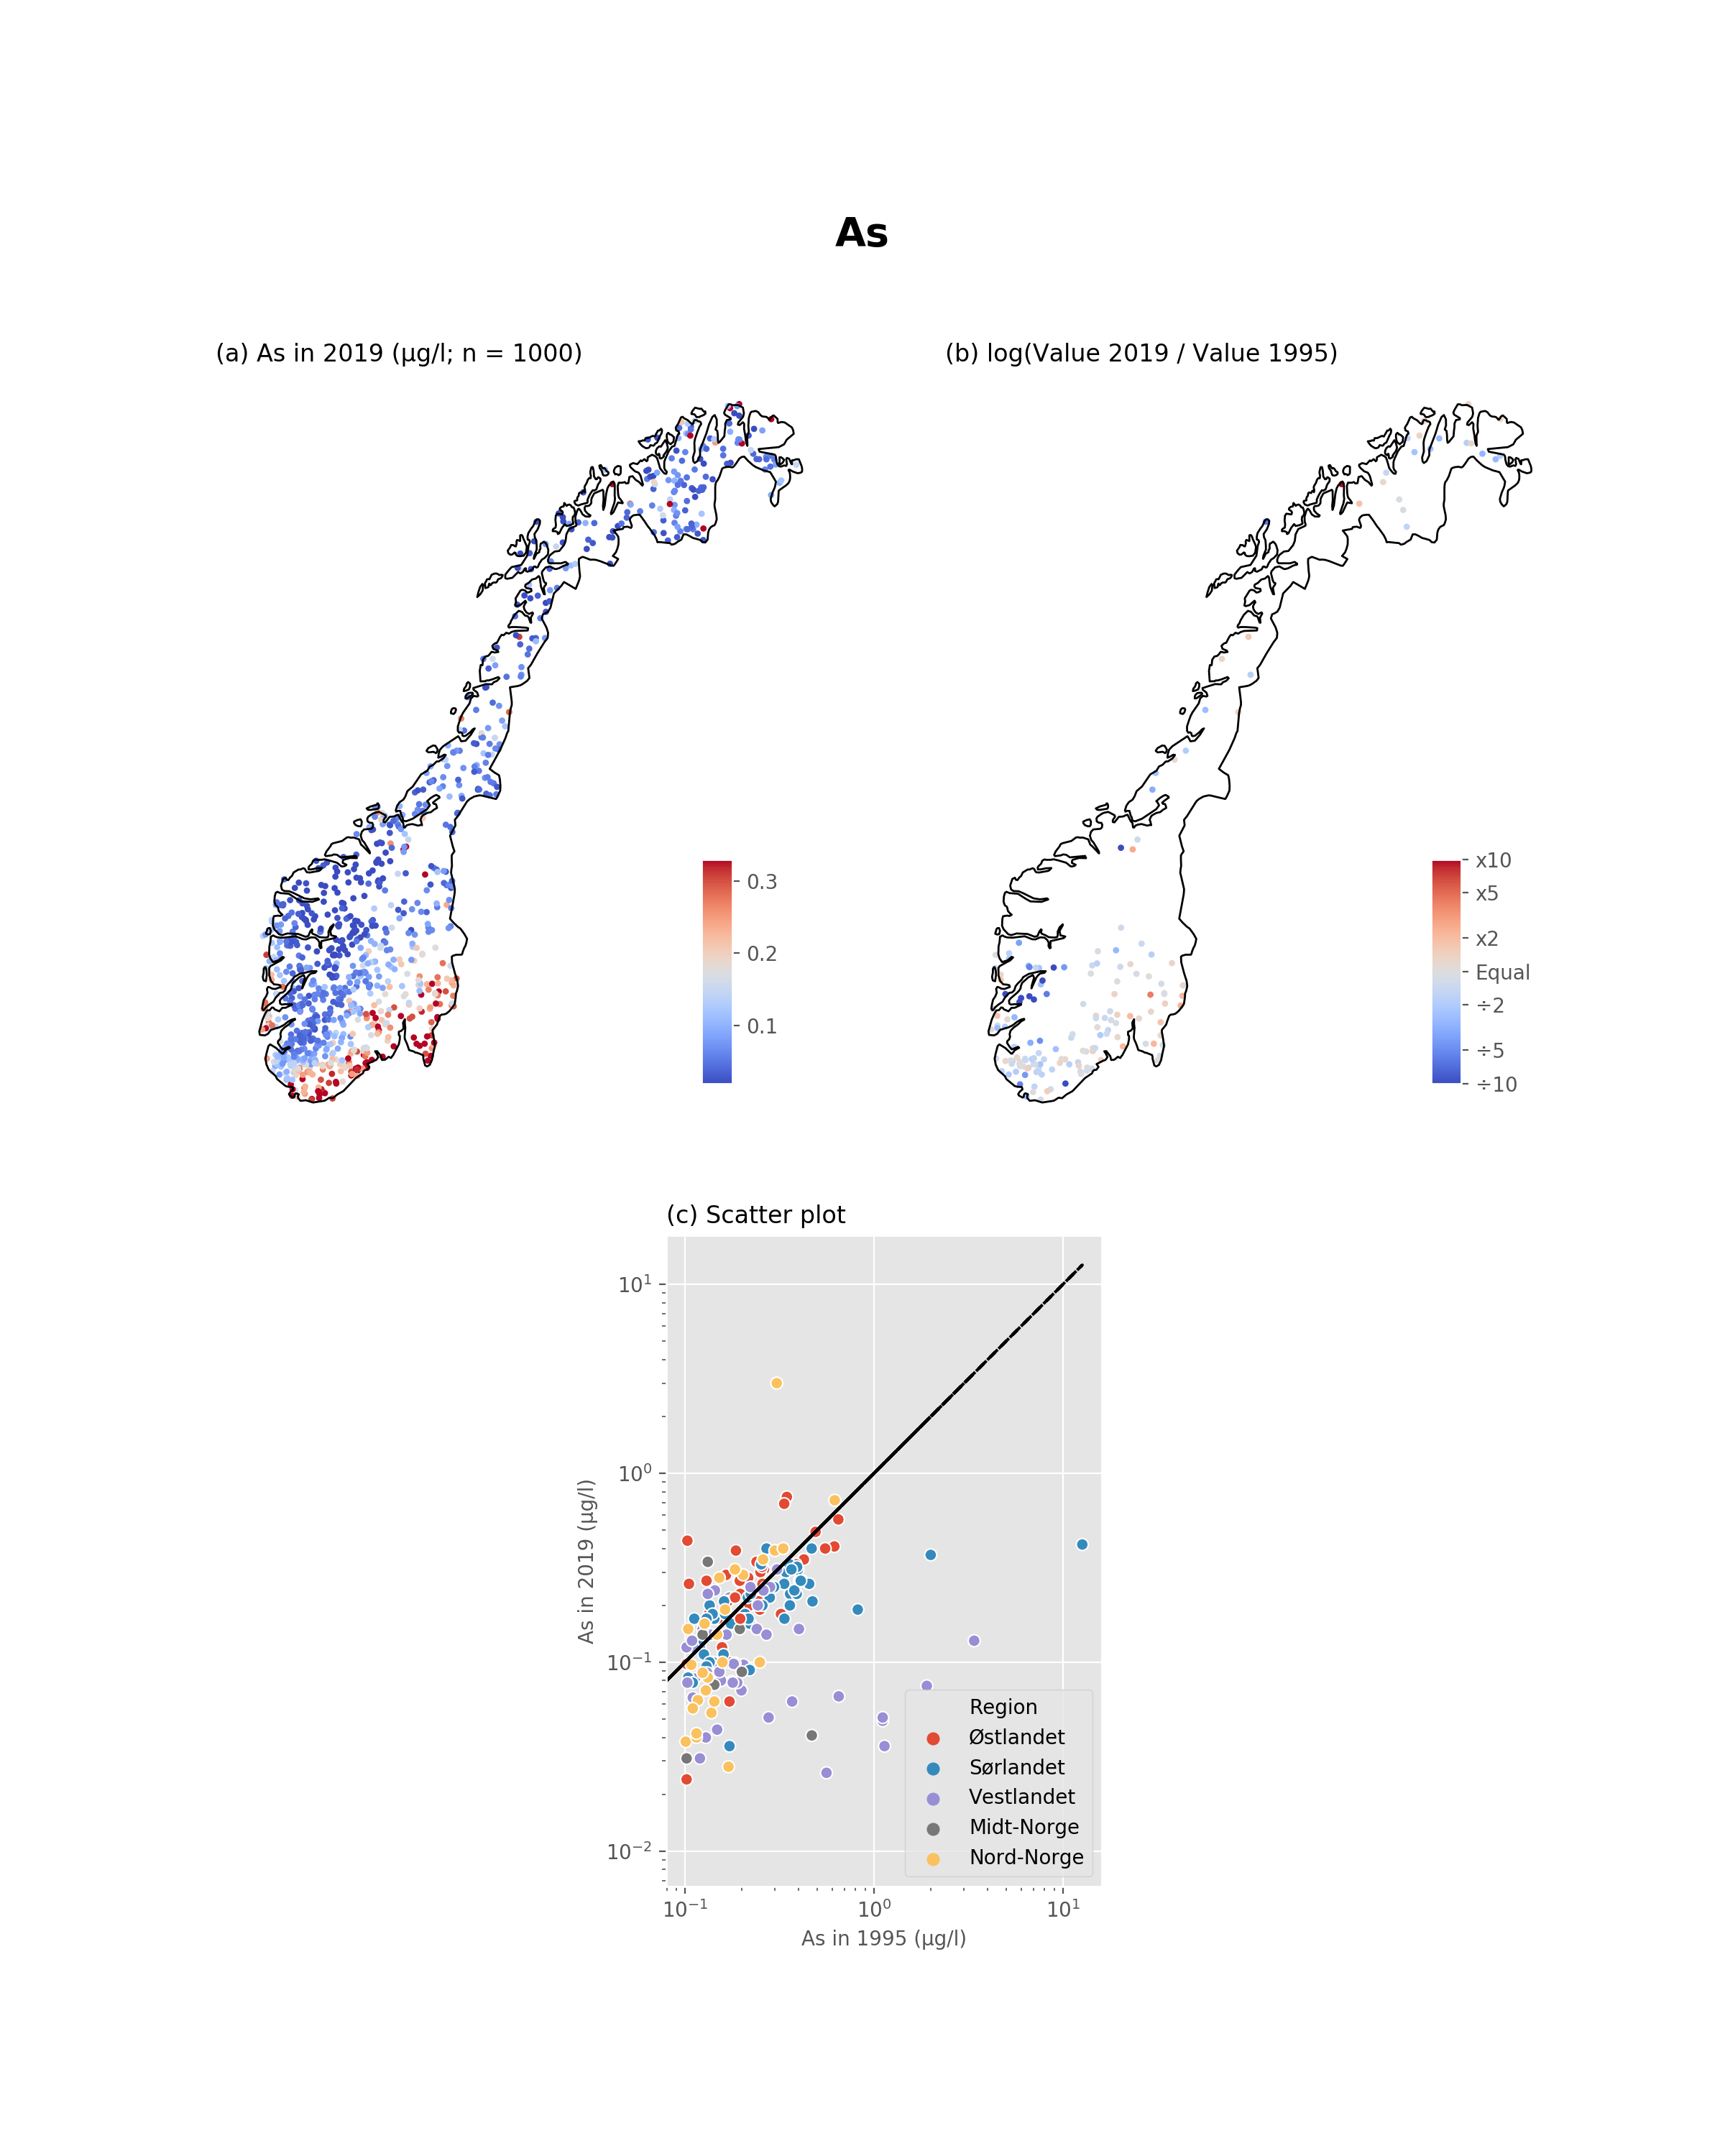 As
(a) As in 2019 (µg/l; n = 1000)
(b) log(Value 2019 / Value 1995)
0.3
0.2
0.1
x10
x5
x2
Equal
÷2
÷5
÷10
(c) Scatter plot
10¹
10⁰
10⁻¹
10⁻²
As in 2019 (µg/l)
Region
Østlandet
Sørlandet
Vestlandet
Midt-Norge
Nord-Norge
10⁻¹ 10⁰ 10¹
As in 1995 (µg/l)